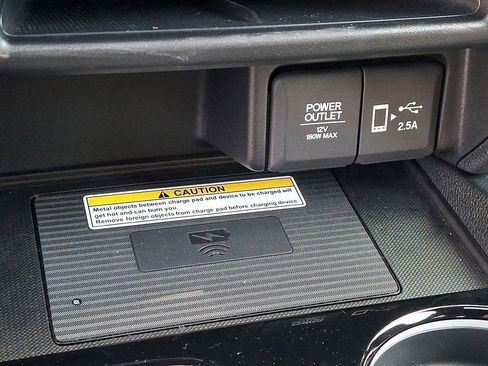 POWER
OUTLET
12V
180W MAX
2.5A
CAUTION
Metal objects between charge pad and device to be charged will
get hot and can burn you.
Remove foreign objects from charge pad before charging device.